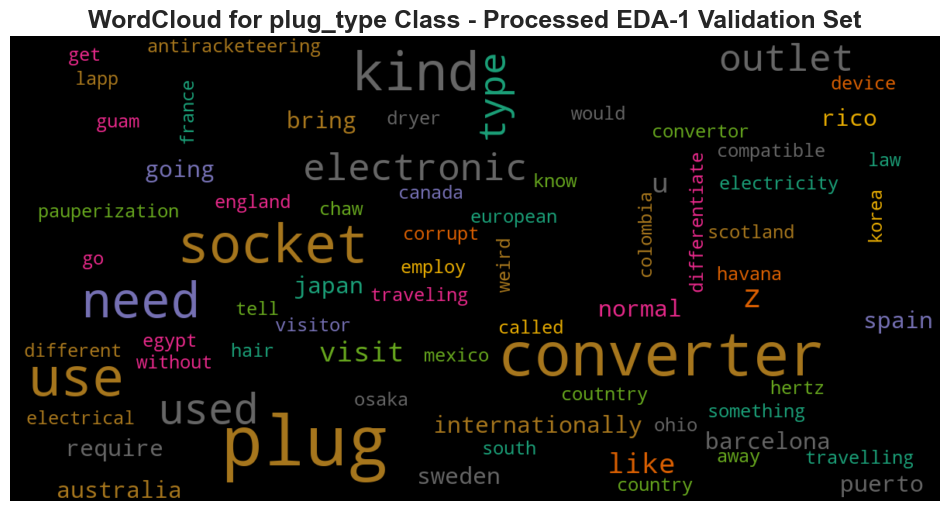 WordCloud for plug_type Class - Processed EDA-1 Validation Set
get
antiracketeering
kind
type
outlet
lapp
device
france
guam
bring
dryer
would
rico
convertor
compatible
law
going
electronic
know
u
electricity
canada
differentiate
pauperization
england
chaw
european
colombia
korea
socket
corrupt
weird
scotland
go
employ
havana
need
japan
traveling
z
tell
normal
visitor
called
spain
different
egypt
hair
visit
mexico
converter
without
use
hertz
used
osaka
coutntry
electrical
plug
internationally
ohio
something
require
south
barcelona
like
away
travelling
australia
sweden
country
puerto